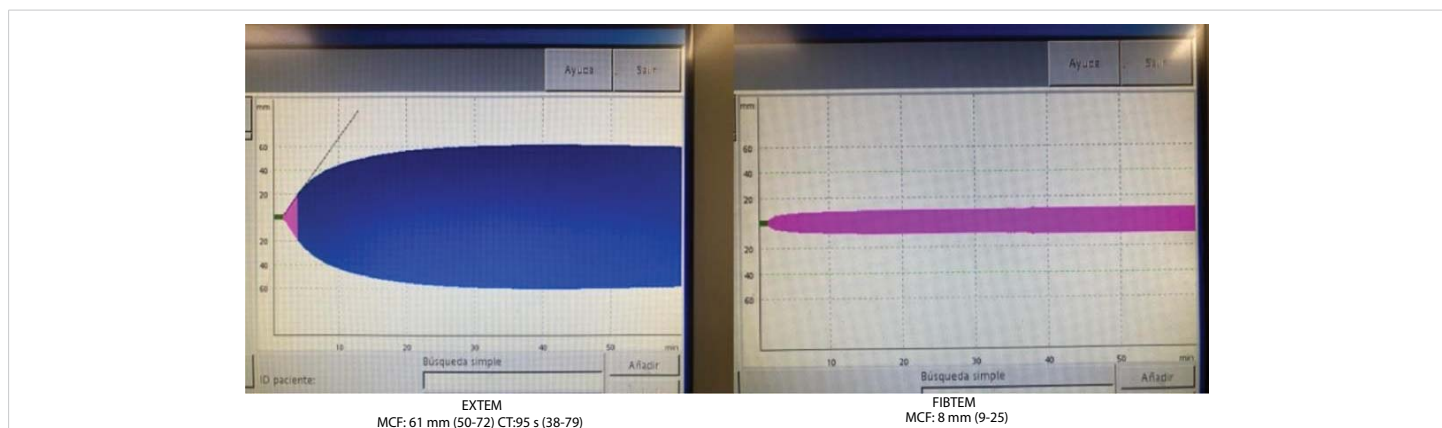 Ayuda Salir
mm
60
40
20
20
40
60
10 20 30 40 50 min
Búsqueda simple Añadir
ID paciente:
EXTEM
MCF: 61 mm (50-72) CT:95 s (38-79)
Ayuda Salir
mm
60
40
20
20
40
60
10 20 30 40 50 min
Búsqueda simple Añadir
FIBTEM
MCF: 8 mm (9-25)